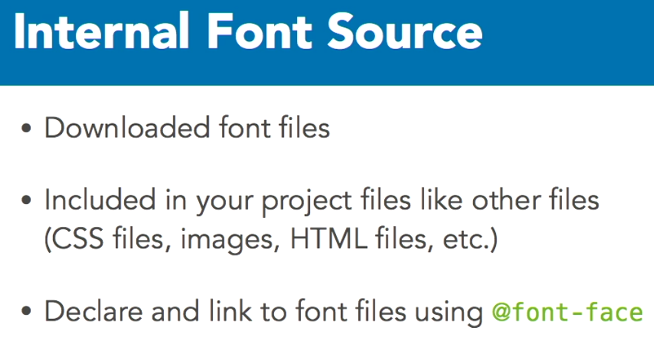 Internal Font Source
• Downloaded font files
• Included in your project files like other files
(CSS files, images, HTML files, etc.)
• Declare and link to font files using @font-face